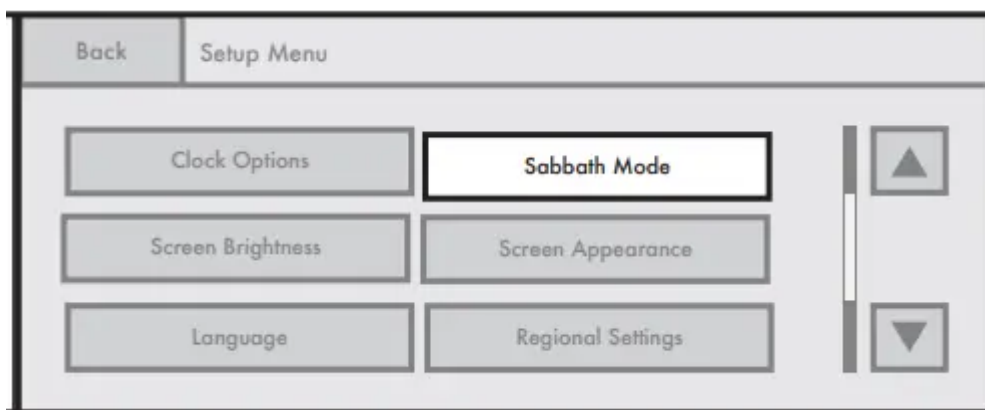 Back
Setup Menu
Clock Options
Sabbath Mode
Screen Brightness
Screen Appearance
Language
Regional Settings